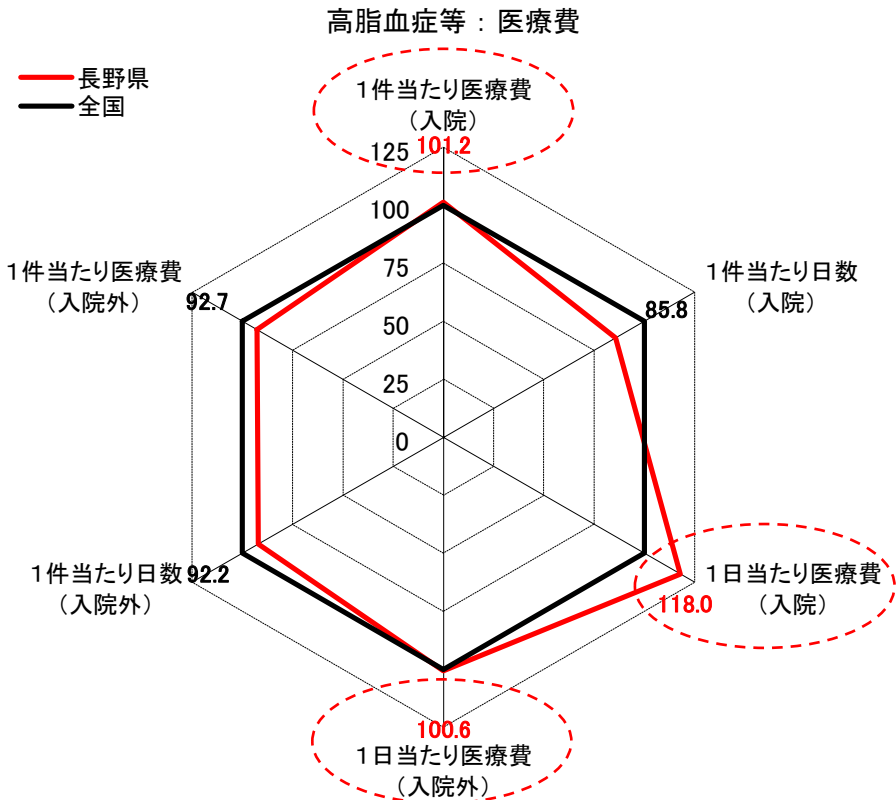 高脂血症等：医療費
長野県
全国
1件当たり医療費
（入院）
101.2
125
100
75
50
25
0
1件当たり日数
（入院）
85.8
1日当たり医療費
（入院）
118.0
100.6
1日当たり医療費
（入院外）
1件当たり日数
（入院外）
92.2
1件当たり医療費
（入院外）
92.7